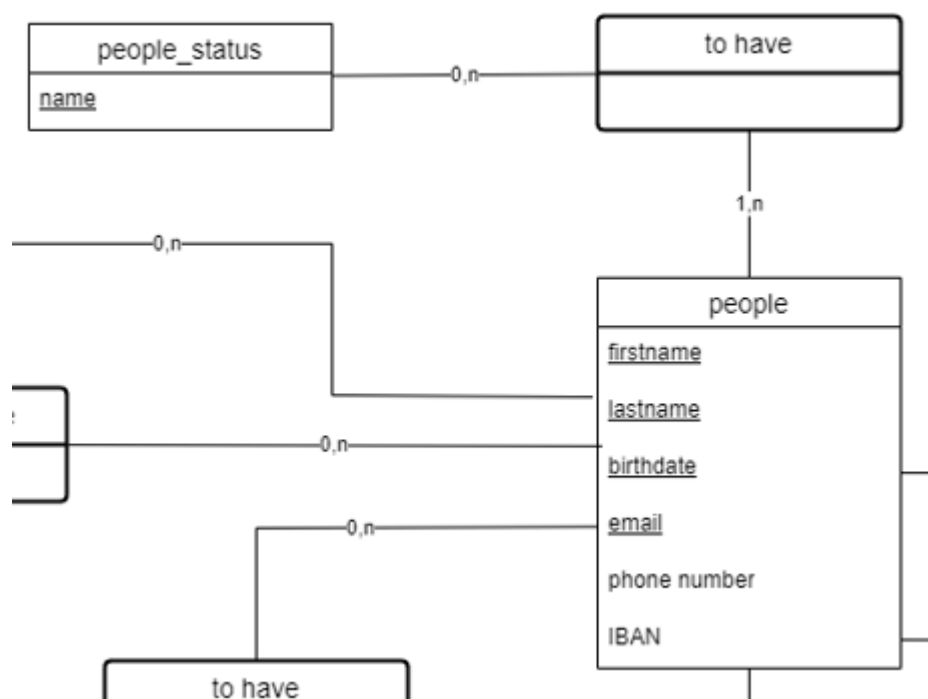 people_status
name
0,n
to have
1,n
0,n
people
firstname
lastname
birthdate
email
phone number
IBAN
0,n
0,n
to have